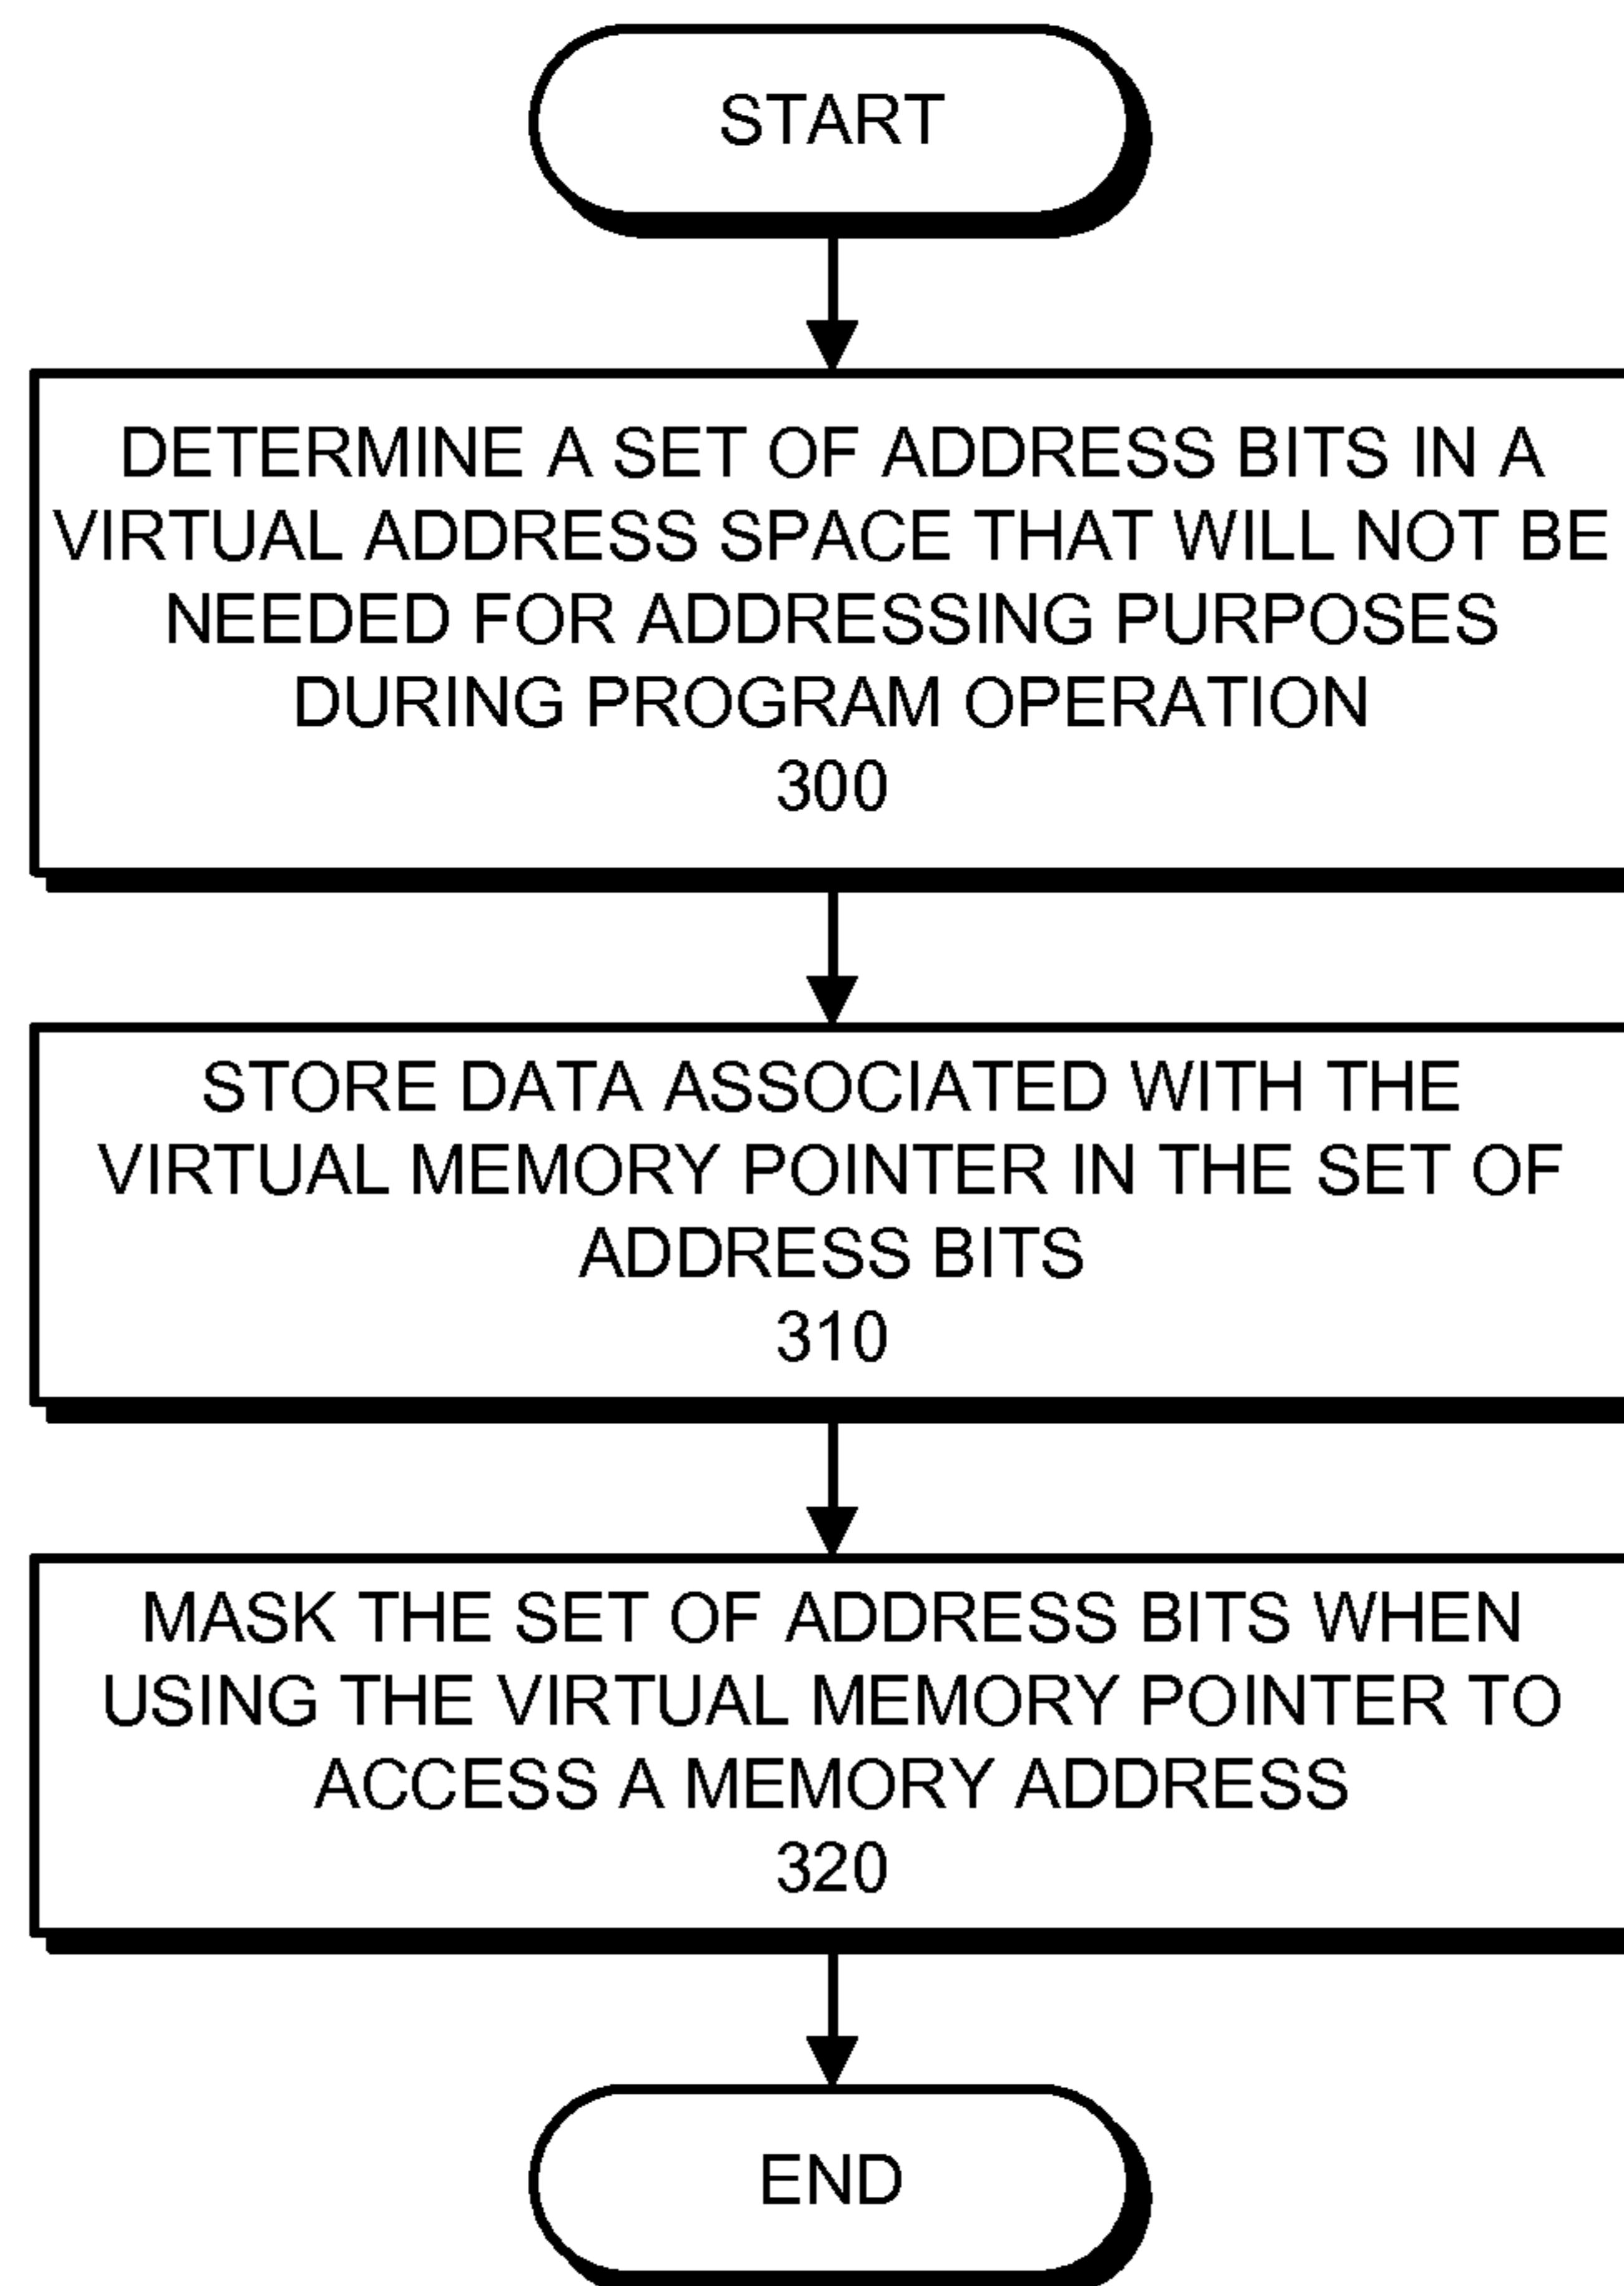 START
DETERMINE A SET OF ADDRESS BITS IN A
VIRTUAL ADDRESS SPACE THAT WILL NOT BE
NEEDED FOR ADDRESSING PURPOSES
DURING PROGRAM OPERATION
300
STORE DATA ASSOCIATED WITH THE
VIRTUAL MEMORY POINTER IN THE SET OF
ADDRESS BITS
310
MASK THE SET OF ADDRESS BITS WHEN
USING THE VIRTUAL MEMORY POINTER TO
ACCESS A MEMORY ADDRESS
320
END